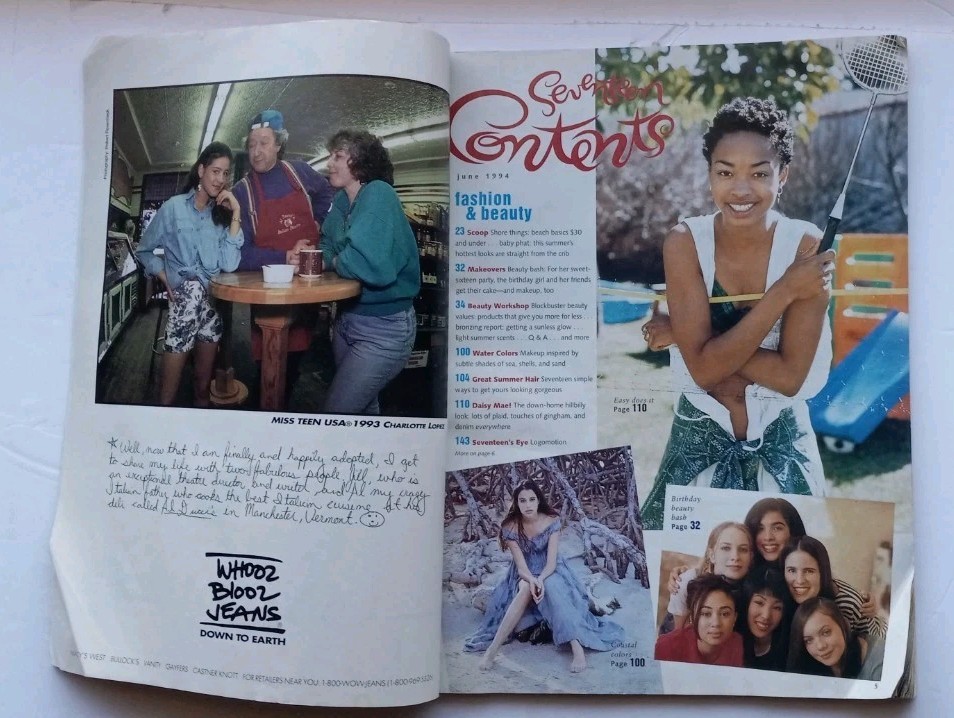 MISS TEEN USA® 1993 CHARLOTTE LOPEZ
* Well, now that I am finally and happily adopted, I get
to share my life with two fabulous people Jill, who is
an exceptional theater director and writer and Al my crazy
Italian father who cooks the best Italian cuisine at his
deli called Al Ducci's in Manchester, Vermont. ☺
WHOOZ
BLOOZ
JEANS
DOWN TO EARTH
WEST BULLOCK'S VANITY GAYFERS CASTNER KNOTT FOR RETAILERS NEAR YOU: 1-800-WOW-JEANS
Seventeen
Contents
june 1994
fashion
& beauty
23 Scoop Shore things: beach basics $30
and under . . . baby phat: this summer's
hottest looks are straight from the crib
32 Makeovers Beauty bash: For her sweet-
sixteen party, the birthday girl and her friends
get their cake—and makeup, too
34 Beauty Workshop Blockbuster beauty
values: products that give you more for less . . .
bronzing report: getting a sunless glow . . .
light summer scents . . . Q & A . . . and more
100 Water Colors Makeup inspired by
subtle shades of sea, shells, and sand
104 Great Summer Hair Seventeen simple
ways to get yours looking gorgeous
110 Daisy Mae! The down-home hillbilly
look: lots of plaid, touches of gingham, and
denim everywhere
143 Seventeen's Eye Logomotion
More on page 6
Easy does it
Page 110
Birthday
beauty
bash
Page 32
Coastal
colors
Page 100
5